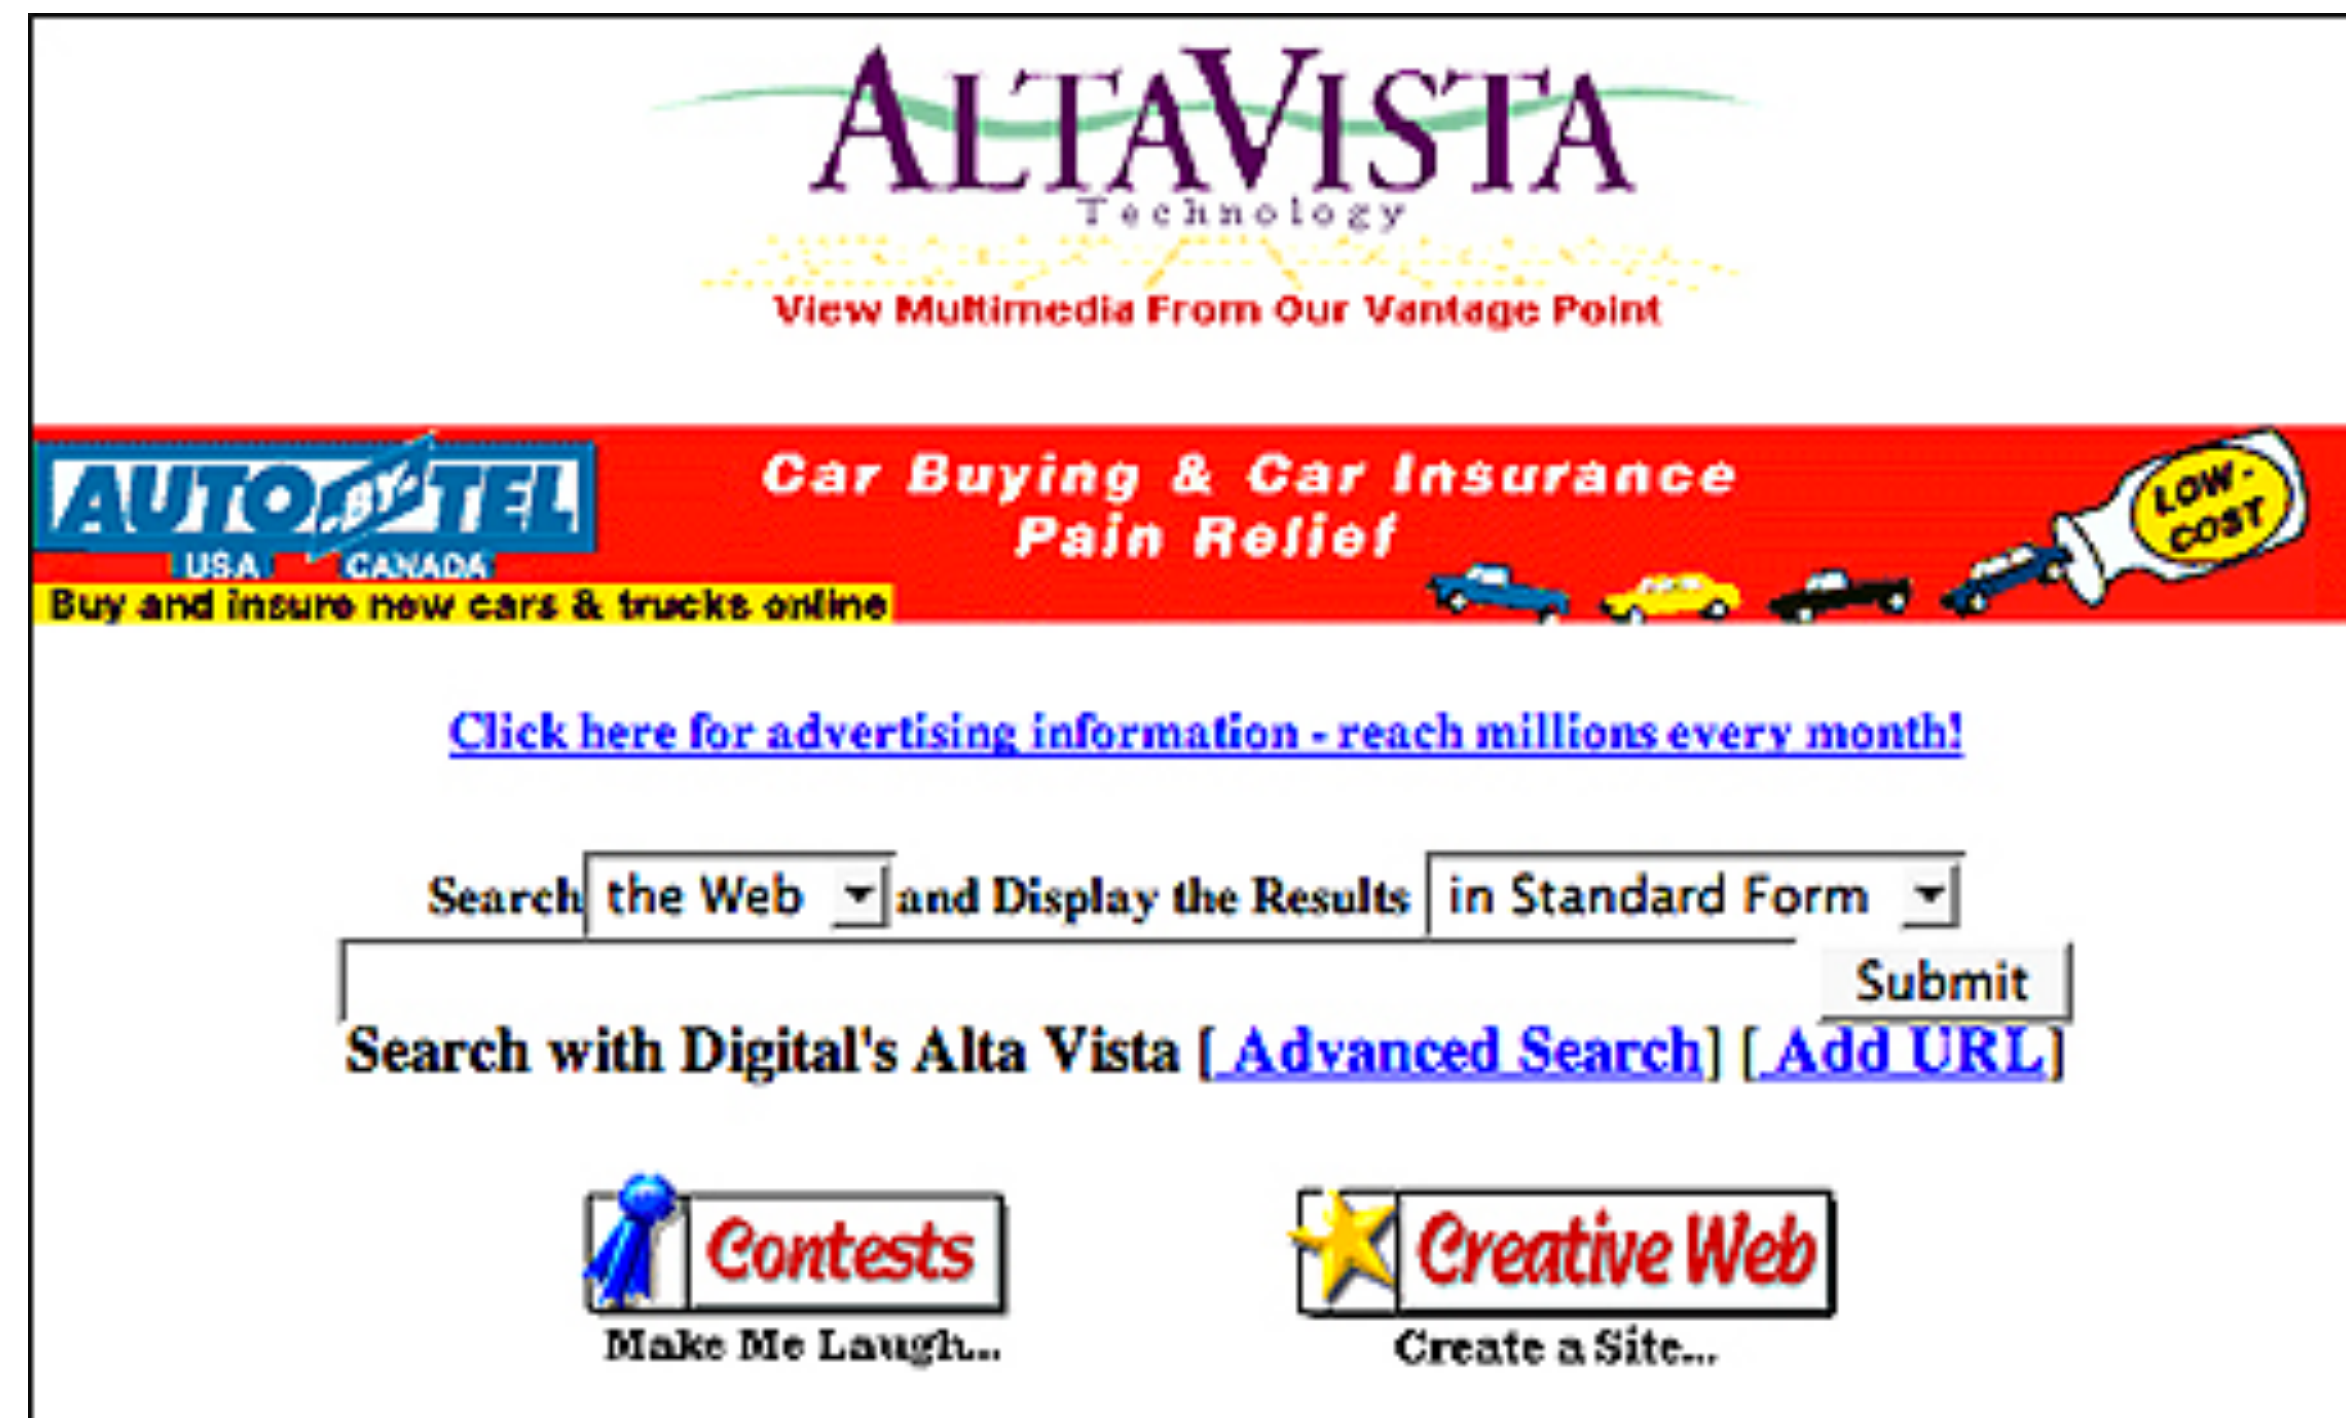 ALTAVISTA
Technology
View Multimedia From Our Vantage Point
AUTO-BY-TEL
USA CANADA
Buy and insure new cars & trucks online
Car Buying & Car Insurance
Pain Relief
LOW-
COST
Click here for advertising information - reach millions every month!
Search the Web and Display the Results in Standard Form
Submit
Search with Digital's Alta Vista [ Advanced Search] [ Add URL]
Contests
Make Me Laugh...
Creative Web
Create a Site...